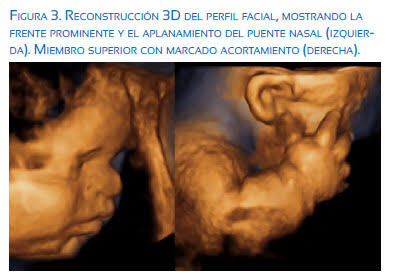 Figura 3. Reconstrucción 3D del perfil facial, mostrando la
frente prominente y el aplanamiento del puente nasal (izquier-
da). Miembro superior con marcado acortamiento (derecha).